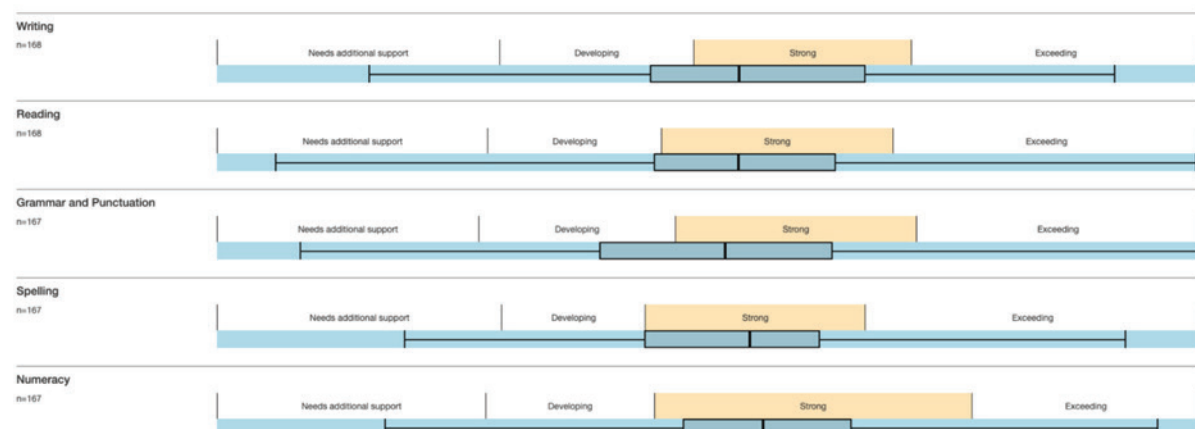 Writing
n=168
Needs additional support Developing Strong Exceeding
Reading
n=168
Needs additional support Developing Strong Exceeding
Grammar and Punctuation
n=167
Needs additional support Developing Strong Exceeding
Spelling
n=167
Needs additional support Developing Strong Exceeding
Numeracy
n=167
Needs additional support Developing Strong Exceeding